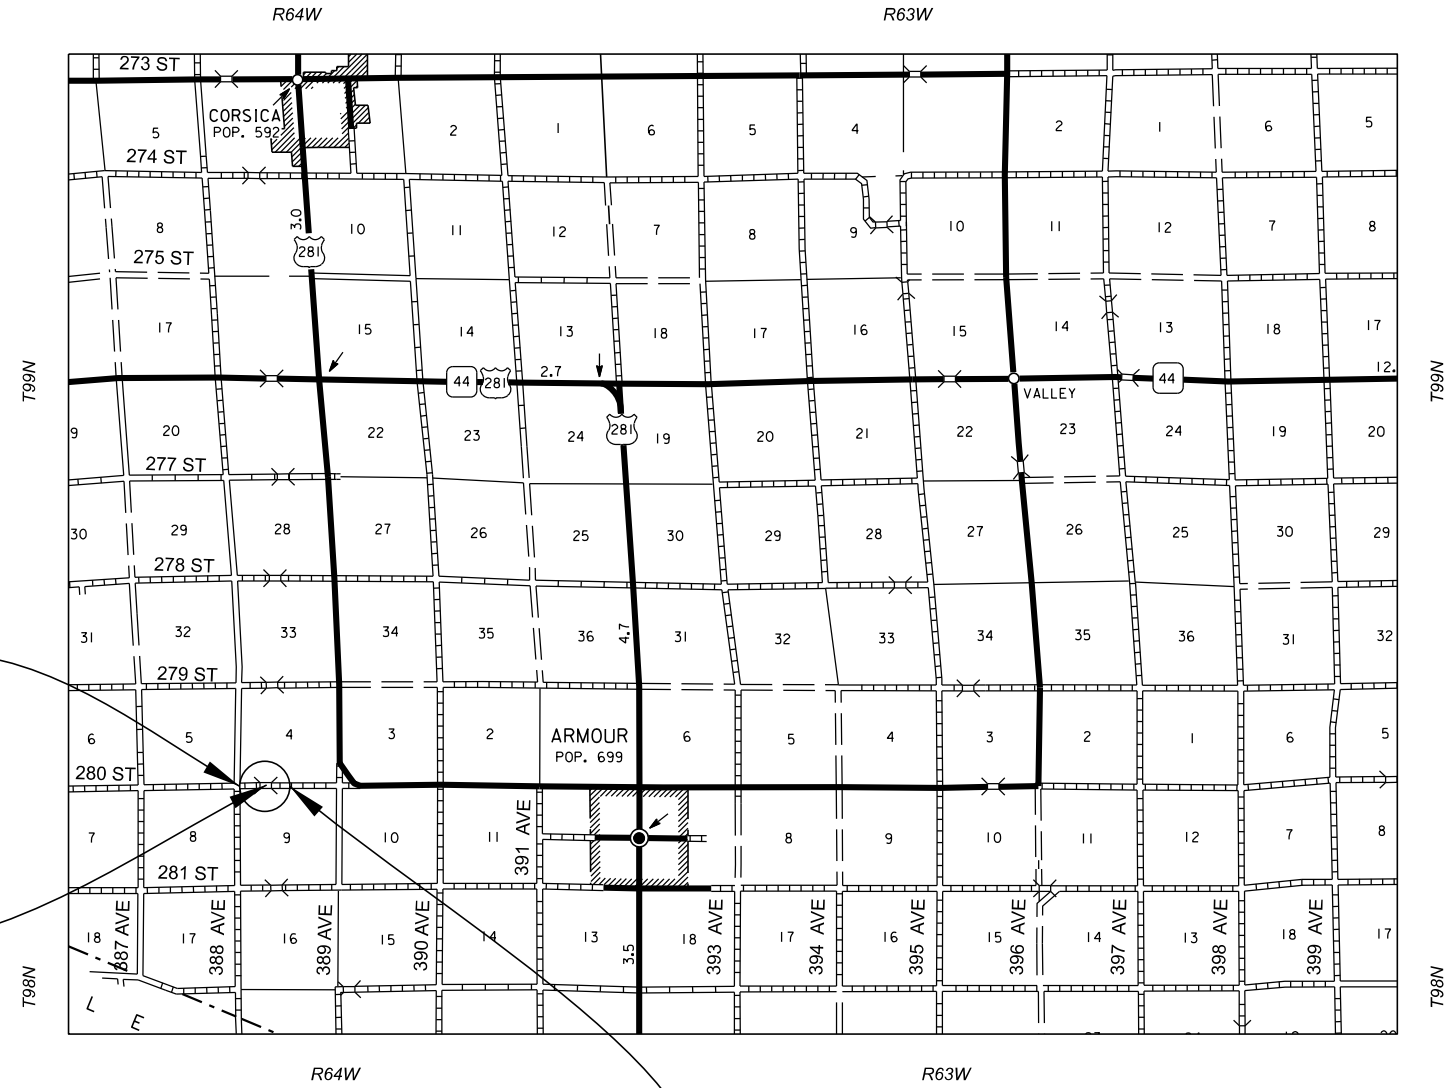 R64W R63W
273 ST
CORSICA
POP. 592
5 2 1 6 5 4 2 1 6 5
274 ST
3.0
8 10 11 12 7 8 9 10 11 12 7 8
275 ST
281
17 15 14 13 18 17 16 15 14 13 18 17
T99N T99N
44 281 2.7 44 12.
VALLEY
9 20 22 23 24 281 19 20 21 22 23 24 19 20
277 ST
30 29 28 27 26 25 30 29 28 27 26 25 30 29
278 ST
31 32 33 34 35 36 4.7 31 32 33 34 35 36 31 32
279 ST
6 5 4 3 2 ARMOUR 6 5 4 3 2 1 6 5
POP. 699
280 ST
7 8 9 10 11 391 AVE 8 9 10 11 12 7 8
281 ST
18 387 AVE 17 388 AVE 16 389 AVE 15 390 AVE 14 13 3.5 18 393 AVE 17 394 AVE 16 395 AVE 15 396 AVE 14 397 AVE 13 398 AVE 18 399 AVE 17
T98N T98N
L E
R64W R63W